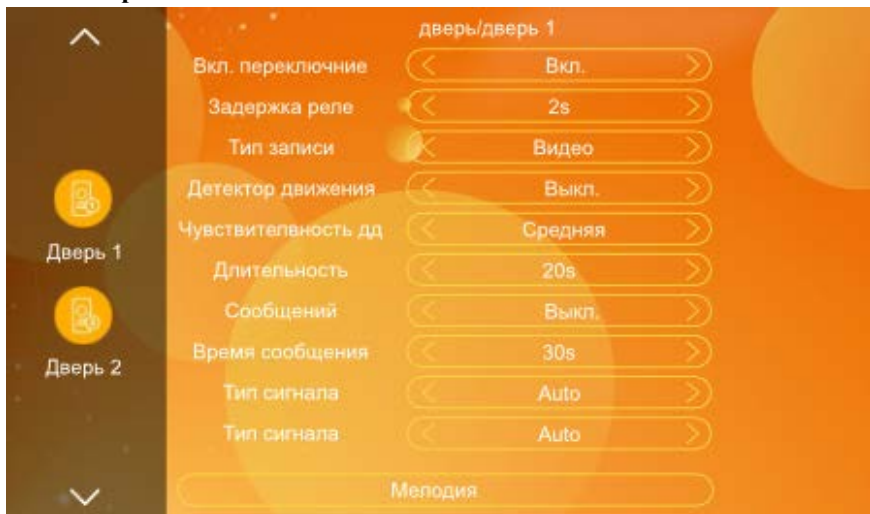 дверь/дверь 1
Вкл. переключние Вкл.
Задержка реле 2s
Тип записи Видео
Детектор движения Выкл.
Чувствителвность дд Средняя
Длительность 20s
Сообщений Выкл.
Время сообщения 30s
Тип сигнала Auto
Тип сигнала Auto
Мелодия
Дверь 1
Дверь 2